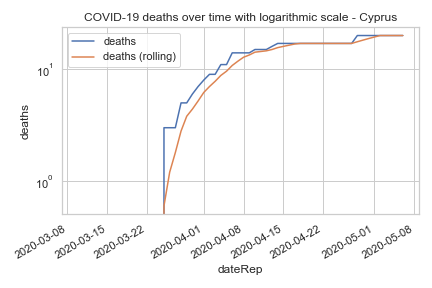 COVID-19 deaths over time with logarithmic scale - Cyprus
deaths
deaths (rolling)
10¹
10⁰
deaths
2020-03-08
2020-03-15
2020-03-22
2020-04-01
2020-04-08
2020-04-15
2020-04-22
2020-05-01
2020-05-08
dateRep